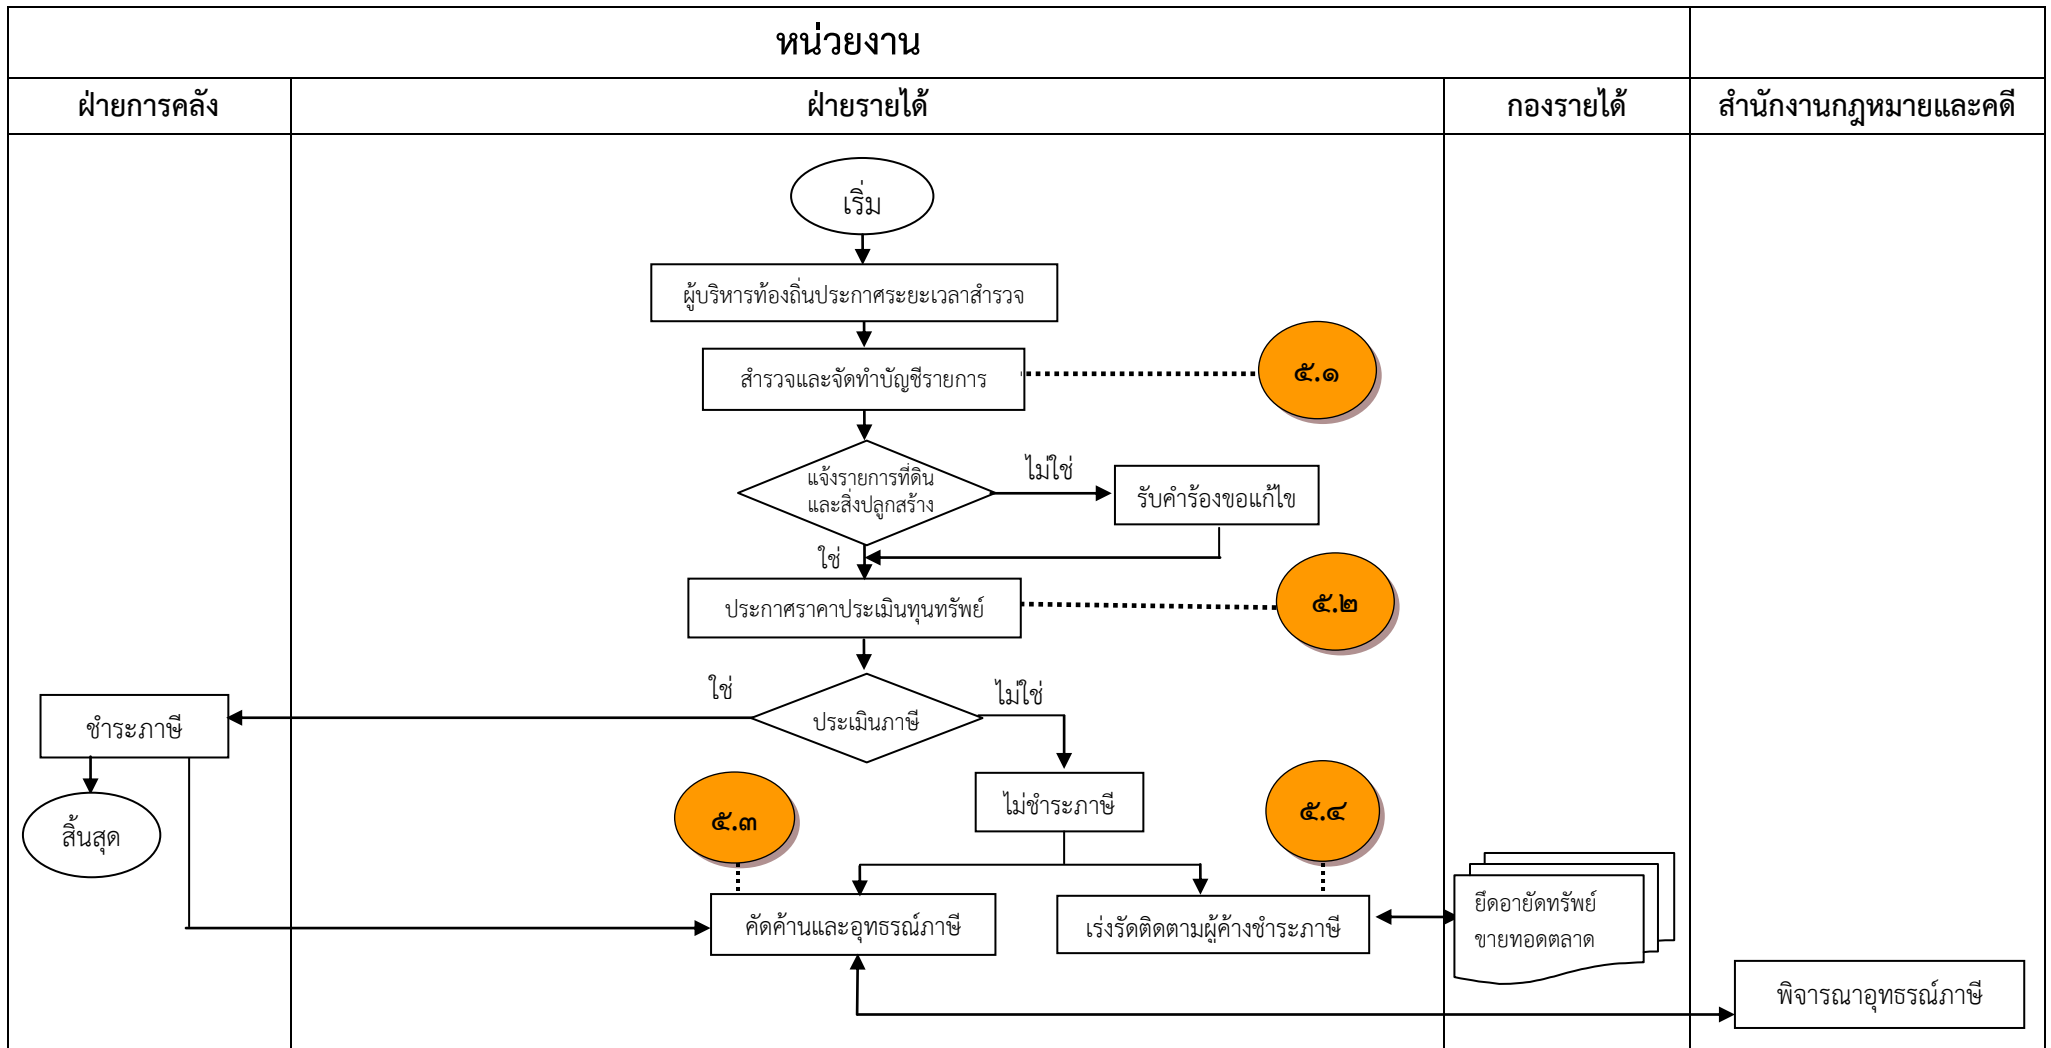 หน่วยงาน
ฝ่ายการคลัง
ฝ่ายรายได้
กองรายได้
สำนักงานกฎหมายและคดี
เริ่ม
ผู้บริหารท้องถิ่นประกาศระยะเวลาสำรวจ
สำรวจและจัดทำบัญชีรายการ
๕.๑
แจ้งรายการที่ดิน
และสิ่งปลูกสร้าง
ไม่ใช่
รับคำร้องขอแก้ไข
ใช่
ประกาศราคาประเมินทุนทรัพย์
๕.๒
ใช่
ไม่ใช่
ชำระภาษี
ประเมินภาษี
ไม่ชำระภาษี
๕.๓
๕.๔
สิ้นสุด
คัดค้านและอุทธรณ์ภาษี
เร่งรัดติดตามผู้ค้างชำระภาษี
ยึดอายัดทรัพย์
ขายทอดตลาด
พิจารณาอุทธรณ์ภาษี